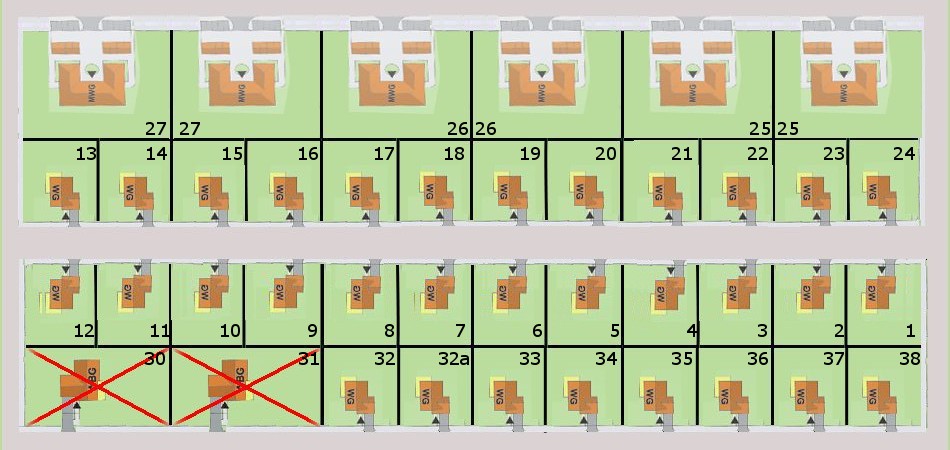 MWG MWG MWG MWG MWG MWG
27 27 26 26 25 25
13 14 15 16 17 18 19 20 21 22 23 24
WG WG WG WG WG WG WG WG WG WG WG WG
WG WG WG WG WG WG WG WG WG WG WG WG
12 11 10 9 8 7 6 5 4 3 2 1
30 31 32 32a 33 34 35 36 37 38
WG WG WG WG WG WG WG WG